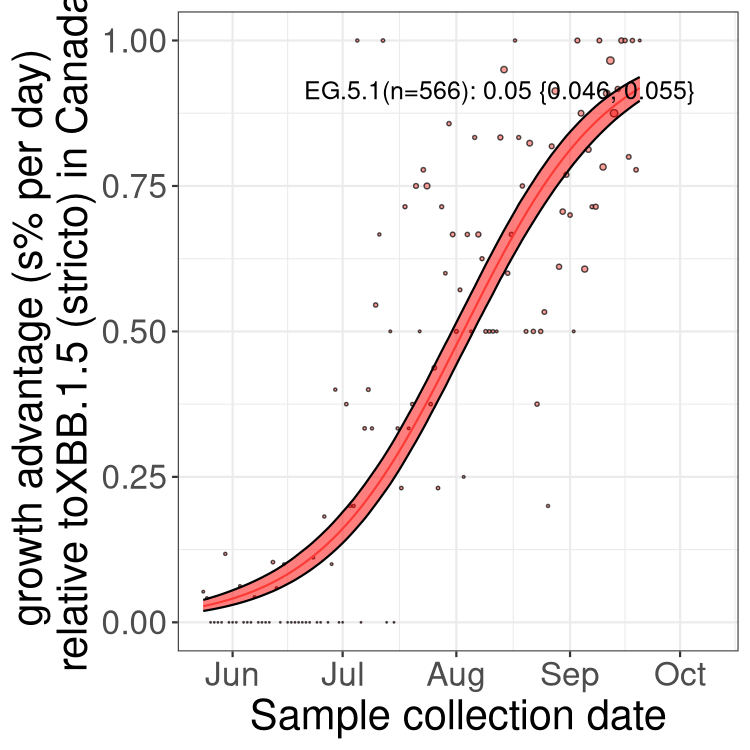 growth advantage (s% per day)
relative toXBB.1.5 (stricto) in Canada
1.00
0.75
0.50
0.25
0.00
EG.5.1(n=566): 0.05 {0.046, 0.055}
Jun Jul Aug Sep Oct
Sample collection date